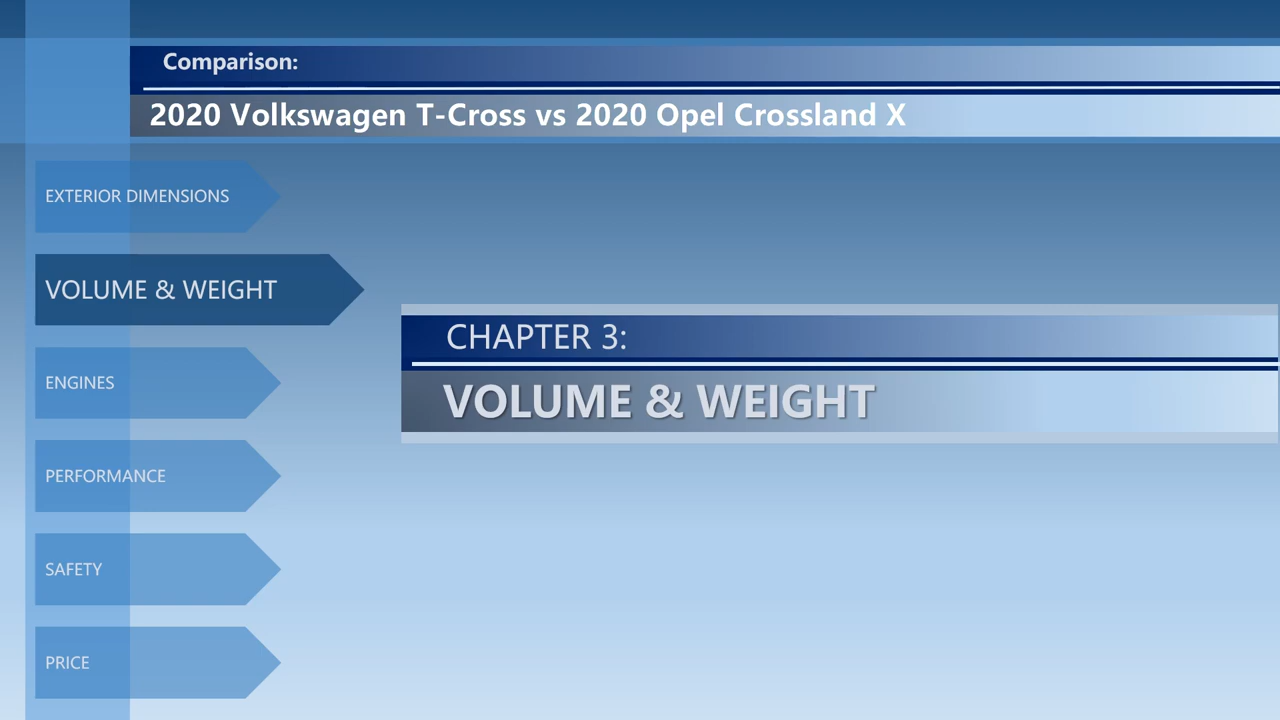 Comparison:
2020 Volkswagen T-Cross vs 2020 Opel Crossland X
EXTERIOR DIMENSIONS
VOLUME & WEIGHT
ENGINES
PERFORMANCE
SAFETY
PRICE
CHAPTER 3:
VOLUME & WEIGHT